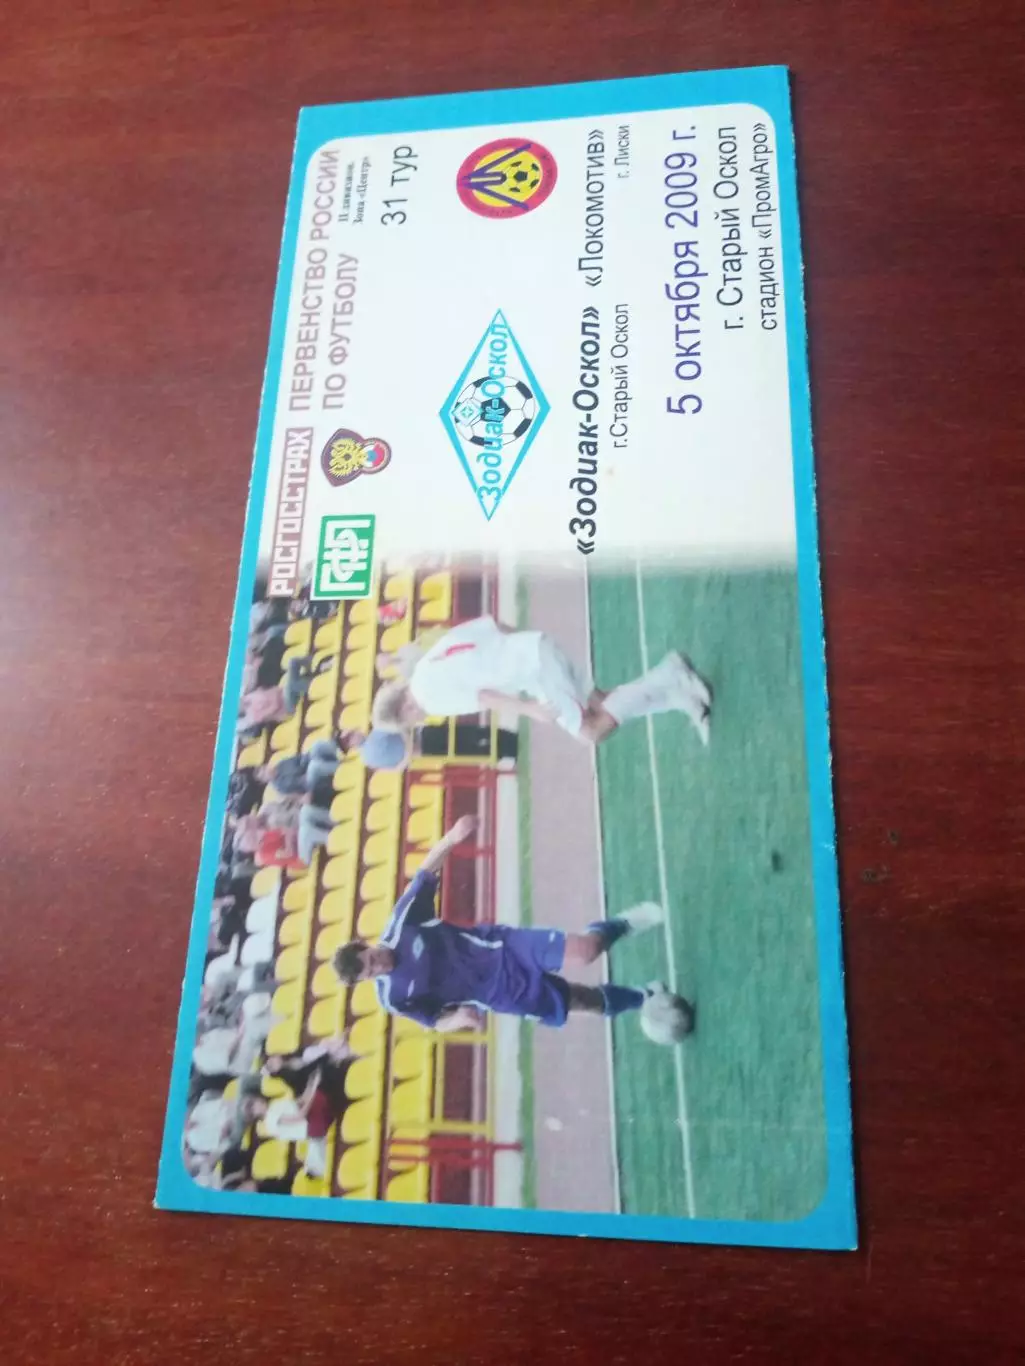 РОСГОССТРАХ
ПЕРВЕНСТВО РОССИИ
ПО ФУТБОЛУ
II дивизион.
Зона «Центр»
31 тур
ПФЛ
Зодиак-Оскол
«Зодиак-Оскол» «Локомотив»
г.Старый Оскол г. Лиски
5 октября 2009 г.
г. Старый Оскол
стадион «ПромАгро»